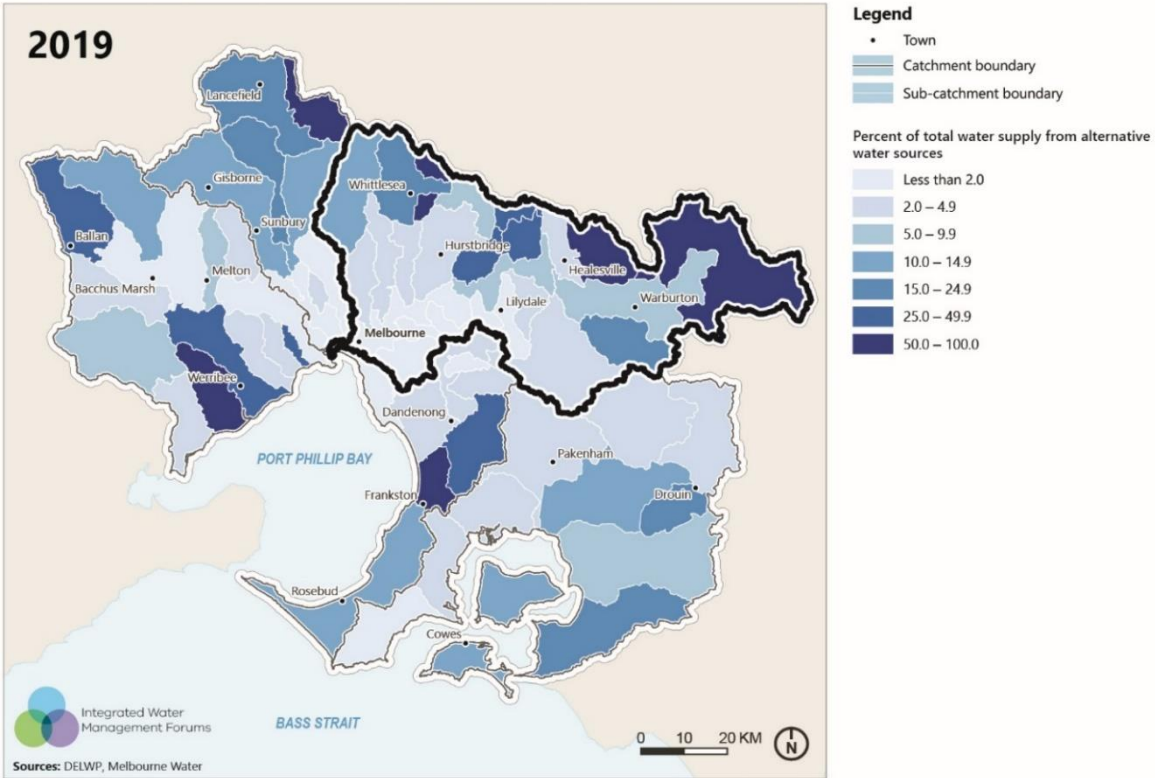 2019
Legend
Town
Catchment boundary
Sub-catchment boundary
Percent of total water supply from alternative
water sources
Less than 2.0
2.0 – 4.9
5.0 – 9.9
10.0 – 14.9
15.0 – 24.9
25.0 – 49.9
50.0 – 100.0
Lancefield
Gisborne
Whittlesea
Sunbury
Ballan
Hurstbridge
Healesville
Melton
Bacchus Marsh
Lilydale
Warburton
Melbourne
Werribee
Dandenong
PORT PHILLIP BAY
Pakenham
Frankston
Drouin
Rosebud
Cowes
Integrated Water
Management Forums
BASS STRAIT
0 10 20 KM
N
Sources: DELWP, Melbourne Water